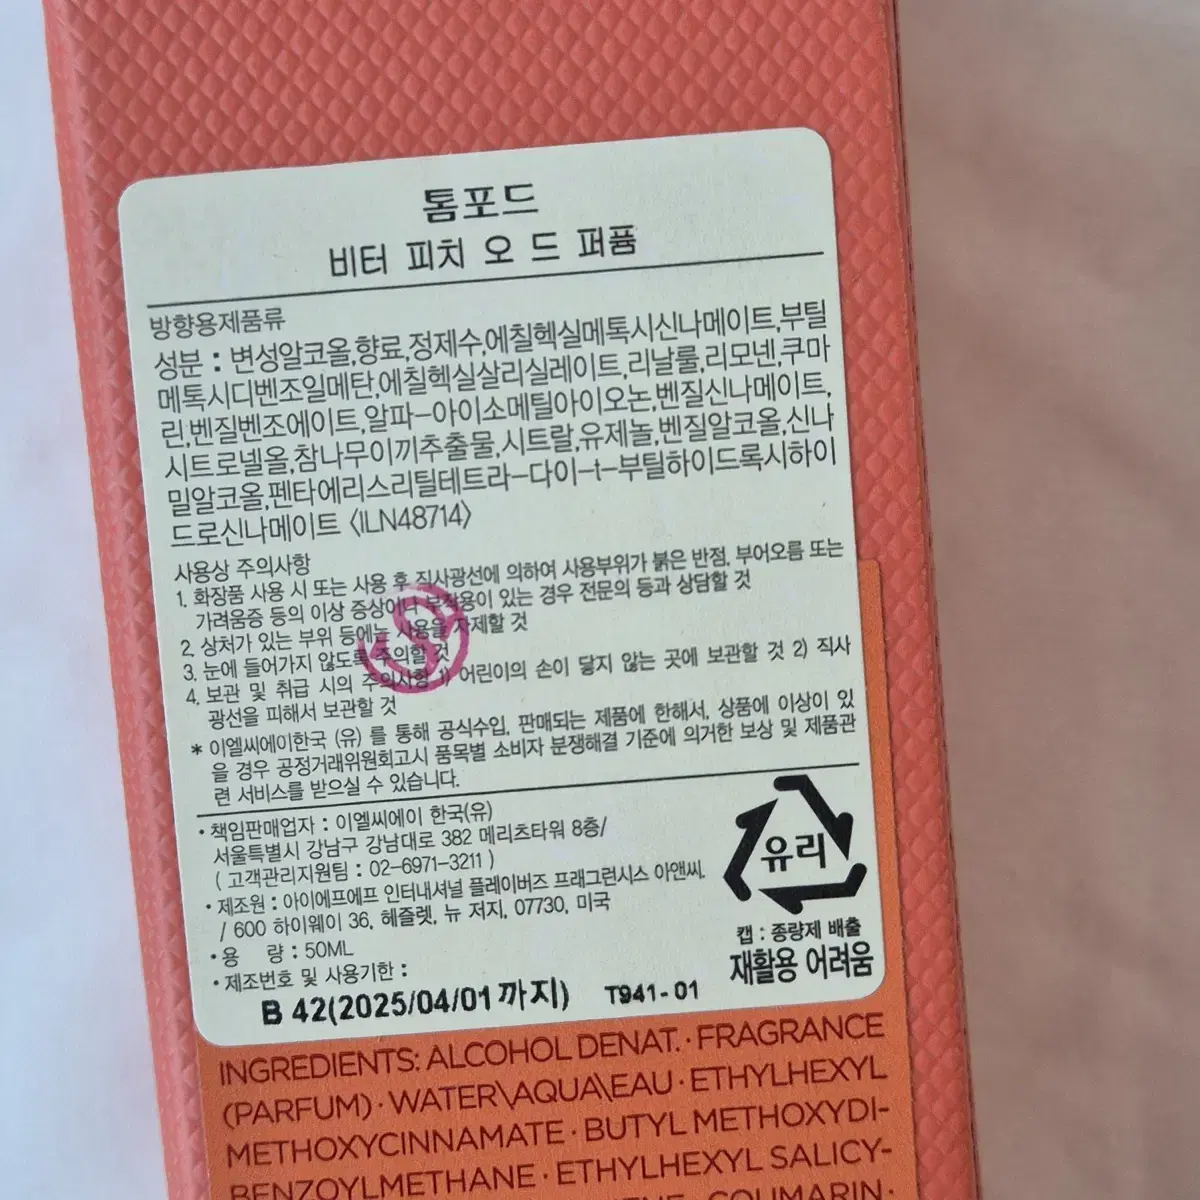 톰포드
비터 피치 오 드 퍼퓸
방향용제품류
성분 : 변성알코올,향료,정제수,에칠헥실메톡시신나메이트,부틸
메톡시디벤조일메탄,에칠헥실살리실레이트,리날룰,리모넨,쿠마
린,벤질벤조에이트,알파-아이소메틸아이오논,벤질신나메이트,
시트로넬올,참나무이끼추출물,시트랄,유제놀,벤질알코올,신나
밀알코올,펜타에리스리틸테트라-다이-t-부틸하이드록시하이
드로신나메이트 <ILN48714>
사용상 주의사항
1. 화장품 사용 시 또는 사용 후 직사광선에 의하여 사용부위가 붉은 반점, 부어오름 또는
가려움증 등의 이상 증상이나 부작용이 있는 경우 전문의 등과 상담할 것
2. 상처가 있는 부위 등에는 사용을 자제할 것
3. 눈에 들어가지 않도록 주의할 것
4. 보관 및 취급 시의 주의사항 1) 어린이의 손이 닿지 않는 곳에 보관할 것 2) 직사
광선을 피해서 보관할 것
* 이엘씨에이한국 (유) 를 통해 공식수입, 판매되는 제품에 한해서, 상품에 이상이 있
을 경우 공정거래위원회고시 품목별 소비자 분쟁해결 기준에 의거한 보상 및 제품관
련 서비스를 받으실 수 있습니다.
• 책임판매업자 : 이엘씨에이 한국(유)
서울특별시 강남구 강남대로 382 메리츠타워 8층/
( 고객관리지원팀 : 02-6971-3211 )
• 제조원 : 아이에프에프 인터내셔널 플레이버즈 프래그런시스 아앤씨.
/ 600 하이웨이 36, 헤즐렛, 뉴 저지, 07730, 미국
• 용 량 : 50ML
• 제조번호 및 사용기한 :
B 42(2025/04/01까지) T941-01
유리
캡 : 종량제 배출
재활용 어려움
INGREDIENTS: ALCOHOL DENAT. · FRAGRANCE
(PARFUM) · WATER\AQUA\EAU · ETHYLHEXYL
METHOXYCINNAMATE · BUTYL METHOXYDI-
BENZOYLMETHANE · ETHYLHEXYL SALICY-
COUMARIN ·